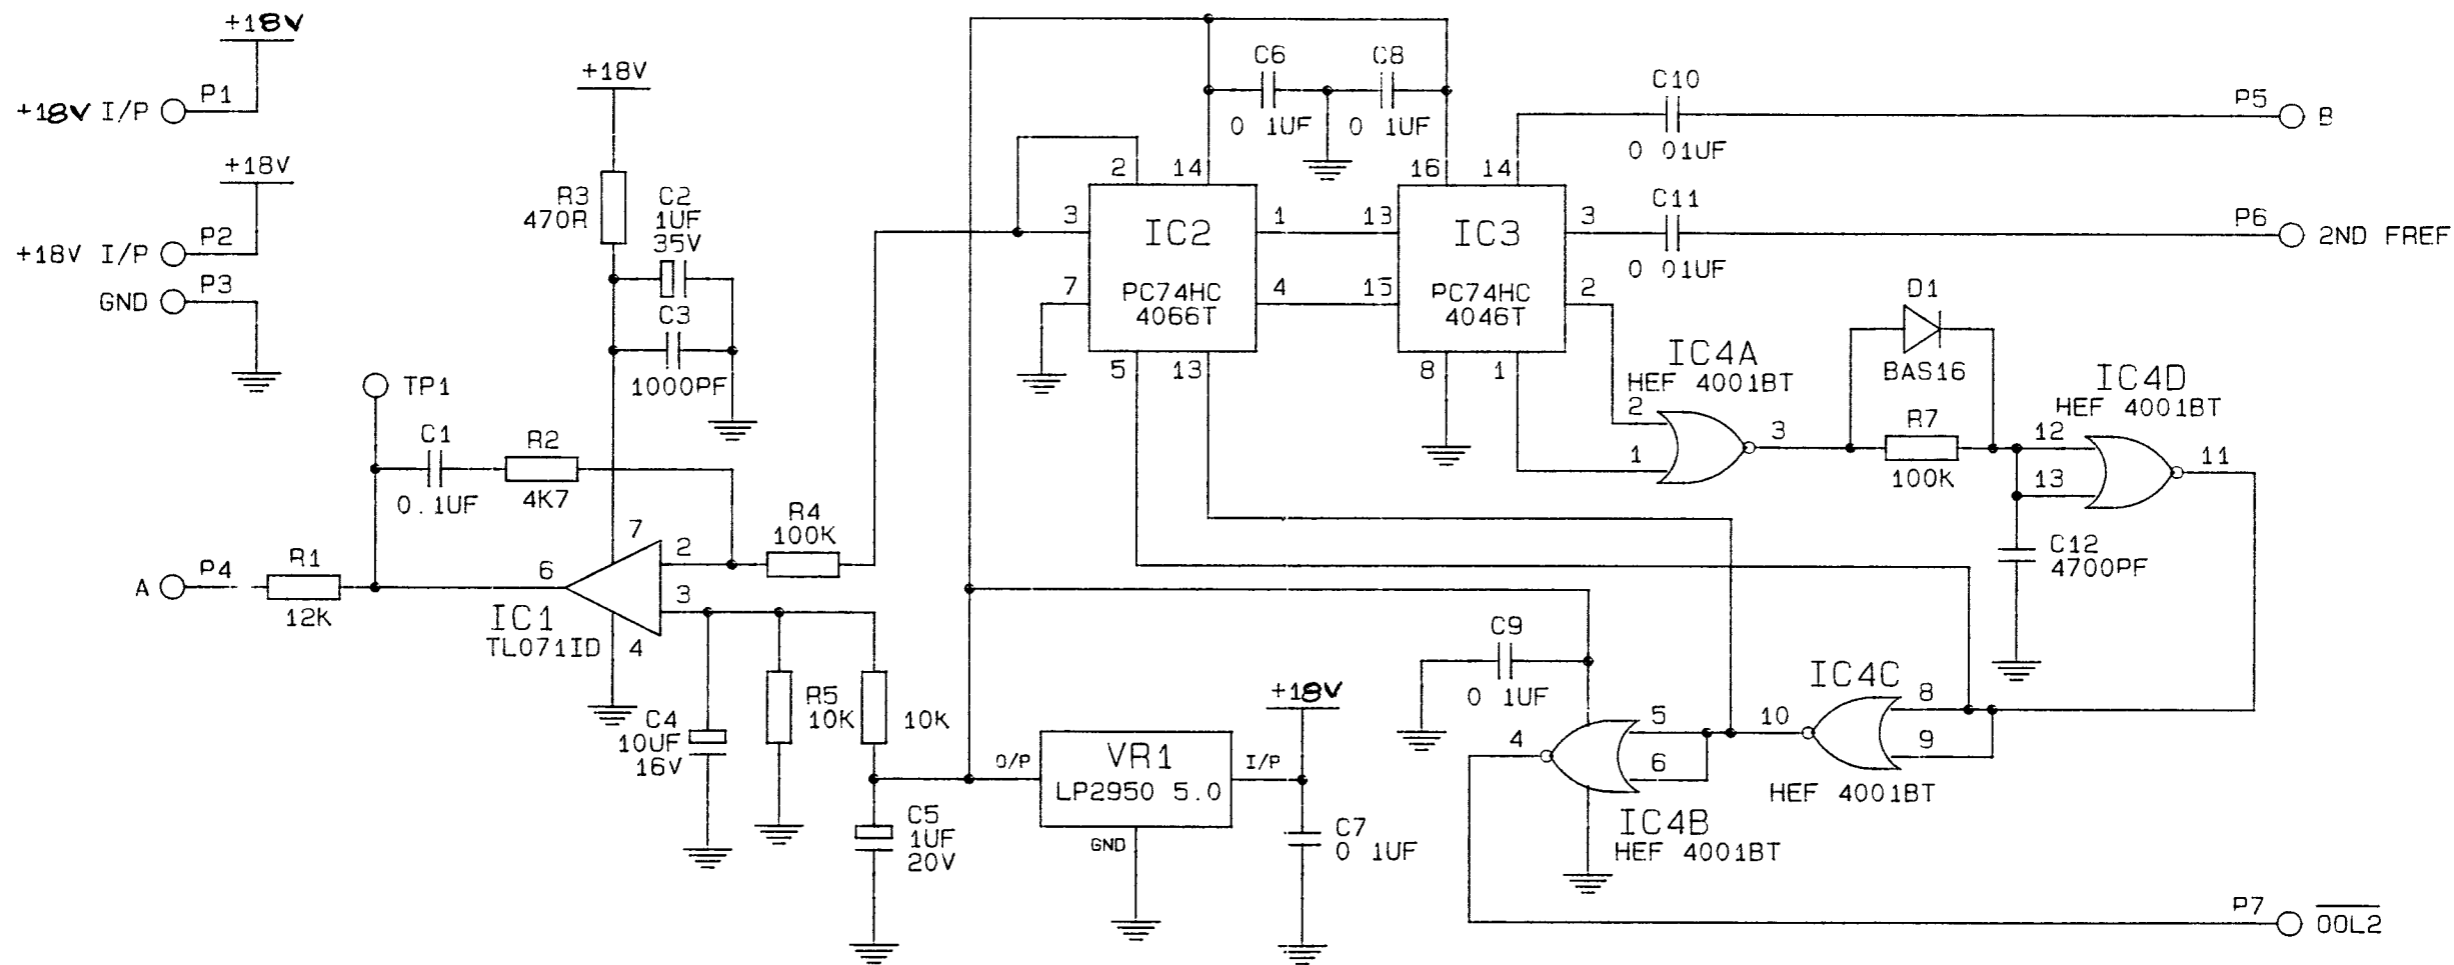 +18V
+18V I/P
P1
+18V
+18V I/P
P2
GND
P3
+18V
R3
470R
C2
1UF
35V
C3
1000PF
TP1
C1
0.1UF
R2
4K7
A
P4
R1
12K
6
7
2
3
4
IC1
TL071ID
R4
100K
C4
10UF
16V
R5
10K
10K
C5
1UF
20V
O/P
VR1
LP2950 5.0
I/P
GND
+18V
C7
0 1UF
C6
0 1UF
C8
0 1UF
2
14
3
7
1
4
5
13
IC2
PC74HC
4066T
16
14
13
15
3
2
8
1
IC3
PC74HC
4046T
C10
0 01UF
P5
B
C11
0 01UF
P6
2ND FREF
IC4A
HEF 4001BT
2
1
3
D1
BAS16
R7
100K
IC4D
HEF 4001BT
12
13
11
C12
4700PF
C9
0 1UF
IC4C
8
9
10
HEF 4001BT
5
6
4
IC4B
HEF 4001BT
P7
OOL2